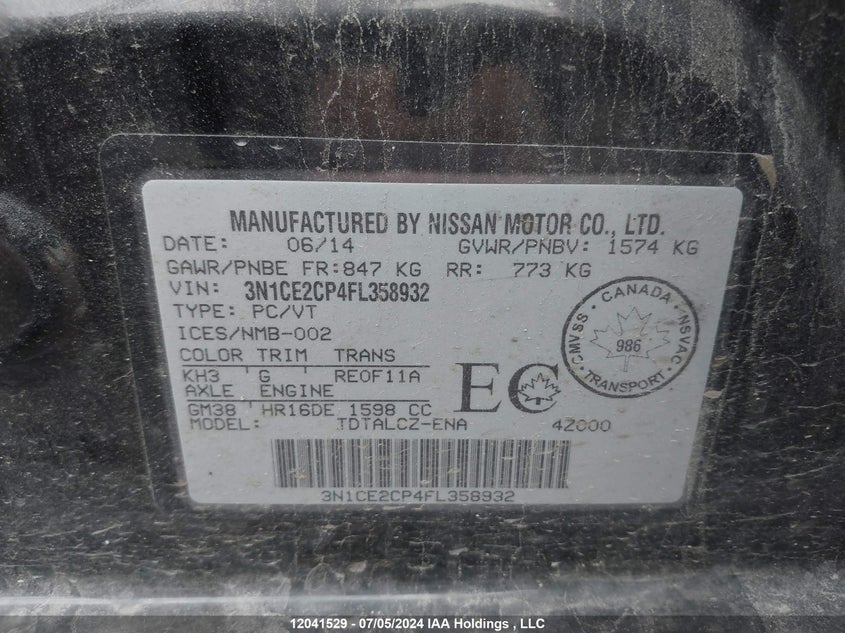 MANUFACTURED BY NISSAN MOTOR CO., LTD.
DATE: 06/14 GVWR/PNBV: 1574 KG
GAWR/PNBE FR:847 KG RR: 773 KG
VIN: 3N1CE2CP4FL358932
TYPE: PC/VT
ICES/NMB-002
COLOR TRIM TRANS
KH3 G RE0F11A
AXLE ENGINE
GM38 HR16DE 1598 CC
MODEL: TDTALCZ-ENA 4Z000
CANADA
CMVSS NSVAC
986
TRANSPORT
EC
3N1CE2CP4FL358932
12041529 - 07/05/2024 IAA Holdings , LLC